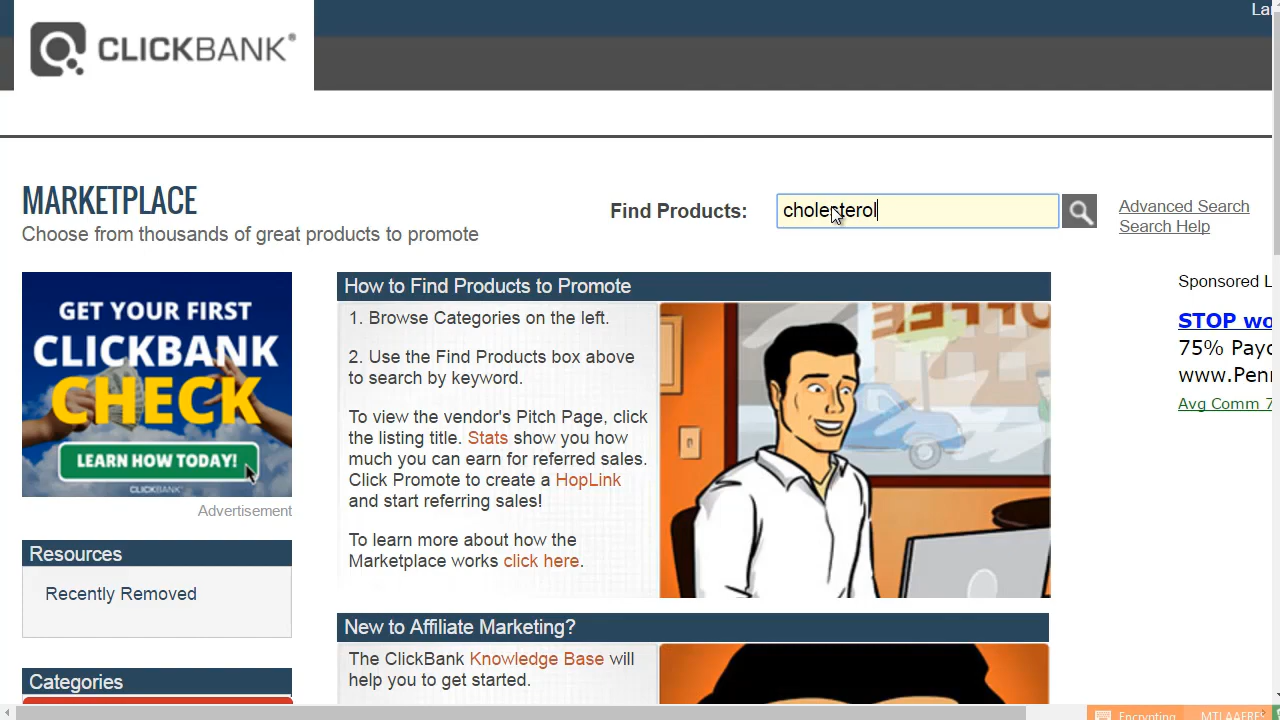 Lar
CLICKBANK®
MARKETPLACE
Choose from thousands of great products to promote
Find Products:
cholesterol
Advanced Search
Search Help
GET YOUR FIRST
CLICKBANK
CHECK
LEARN HOW TODAY!
CLICKBANK
Advertisement
Resources
Recently Removed
Categories
How to Find Products to Promote
1. Browse Categories on the left.
2. Use the Find Products box above
to search by keyword.
To view the vendor's Pitch Page, click
the listing title. Stats show you how
much you can earn for referred sales.
Click Promote to create a HopLink
and start referring sales!
To learn more about how the
Marketplace works click here.
COFFEE
New to Affiliate Marketing?
The ClickBank Knowledge Base will
help you to get started.
Sponsored L
STOP wo
75% Payo
www.Penn
Avg Comm 7
Encrypting